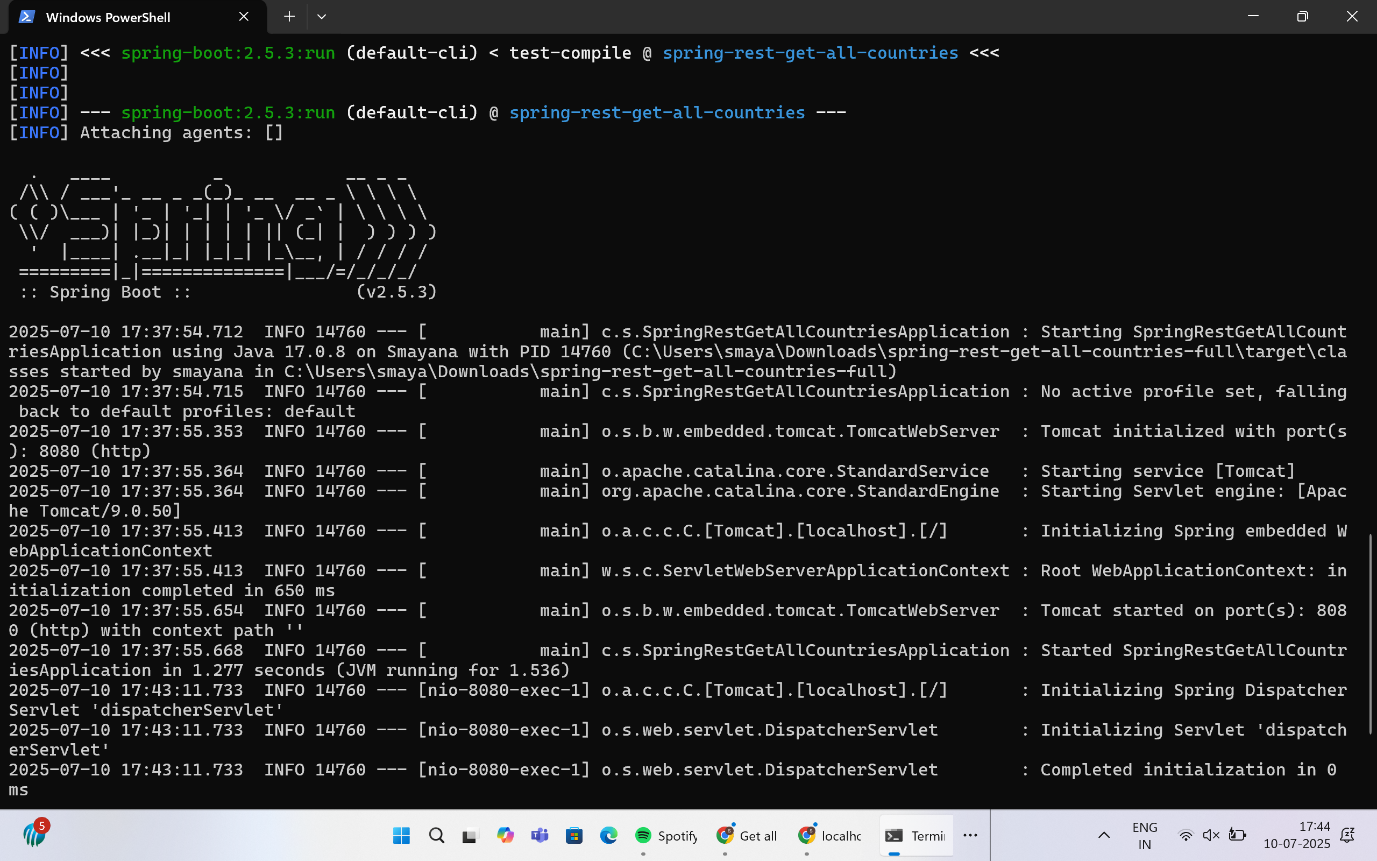 Windows PowerShell
[INFO] <<< spring-boot:2.5.3:run (default-cli) < test-compile @ spring-rest-get-all-countries <<<
[INFO]
[INFO]
[INFO] --- spring-boot:2.5.3:run (default-cli) @ spring-rest-get-all-countries ---
[INFO] Attaching agents: []
  .   ____          _            __ _ _
 /\\ / ___'_ __ _ _(_)_ __  __ _ \ \ \ \
( ( )\___ | '_ | '_| | '_ \/ _` | \ \ \ \
 \\/  ___)| |_)| | | | | || (_| |  ) ) ) )
  '  |____| .__|_| |_|_| |_\__, | / / / /
 =========|_|==============|___/=/_/_/_/
 :: Spring Boot ::                (v2.5.3)
2025-07-10 17:37:54.712  INFO 14760 --- [           main] c.s.SpringRestGetAllCountriesApplication : Starting SpringRestGetAllCount
riesApplication using Java 17.0.8 on Smayana with PID 14760 (C:\Users\smaya\Downloads\spring-rest-get-all-countries-full\target\cla
sses started by smayana in C:\Users\smaya\Downloads\spring-rest-get-all-countries-full)
2025-07-10 17:37:54.715  INFO 14760 --- [           main] c.s.SpringRestGetAllCountriesApplication : No active profile set, falling
 back to default profiles: default
2025-07-10 17:37:55.353  INFO 14760 --- [           main] o.s.b.w.embedded.tomcat.TomcatWebServer  : Tomcat initialized with port(s
): 8080 (http)
2025-07-10 17:37:55.364  INFO 14760 --- [           main] o.apache.catalina.core.StandardService   : Starting service [Tomcat]
2025-07-10 17:37:55.364  INFO 14760 --- [           main] org.apache.catalina.core.StandardEngine  : Starting Servlet engine: [Apac
he Tomcat/9.0.50]
2025-07-10 17:37:55.413  INFO 14760 --- [           main] o.a.c.c.C.[Tomcat].[localhost].[/]       : Initializing Spring embedded W
ebApplicationContext
2025-07-10 17:37:55.413  INFO 14760 --- [           main] w.s.c.ServletWebServerApplicationContext : Root WebApplicationContext: in
itialization completed in 650 ms
2025-07-10 17:37:55.654  INFO 14760 --- [           main] o.s.b.w.embedded.tomcat.TomcatWebServer  : Tomcat started on port(s): 808
0 (http) with context path ''
2025-07-10 17:37:55.668  INFO 14760 --- [           main] c.s.SpringRestGetAllCountriesApplication : Started SpringRestGetAllCountr
iesApplication in 1.277 seconds (JVM running for 1.536)
2025-07-10 17:43:11.733  INFO 14760 --- [nio-8080-exec-1] o.a.c.c.C.[Tomcat].[localhost].[/]       : Initializing Spring Dispatcher
Servlet 'dispatcherServlet'
2025-07-10 17:43:11.733  INFO 14760 --- [nio-8080-exec-1] o.s.web.servlet.DispatcherServlet        : Initializing Servlet 'dispatch
erServlet'
2025-07-10 17:43:11.733  INFO 14760 --- [nio-8080-exec-1] o.s.web.servlet.DispatcherServlet        : Completed initialization in 0
ms
5
Spotify
Get all
localhc
Termi
ENG
IN
17:44
10-07-2025